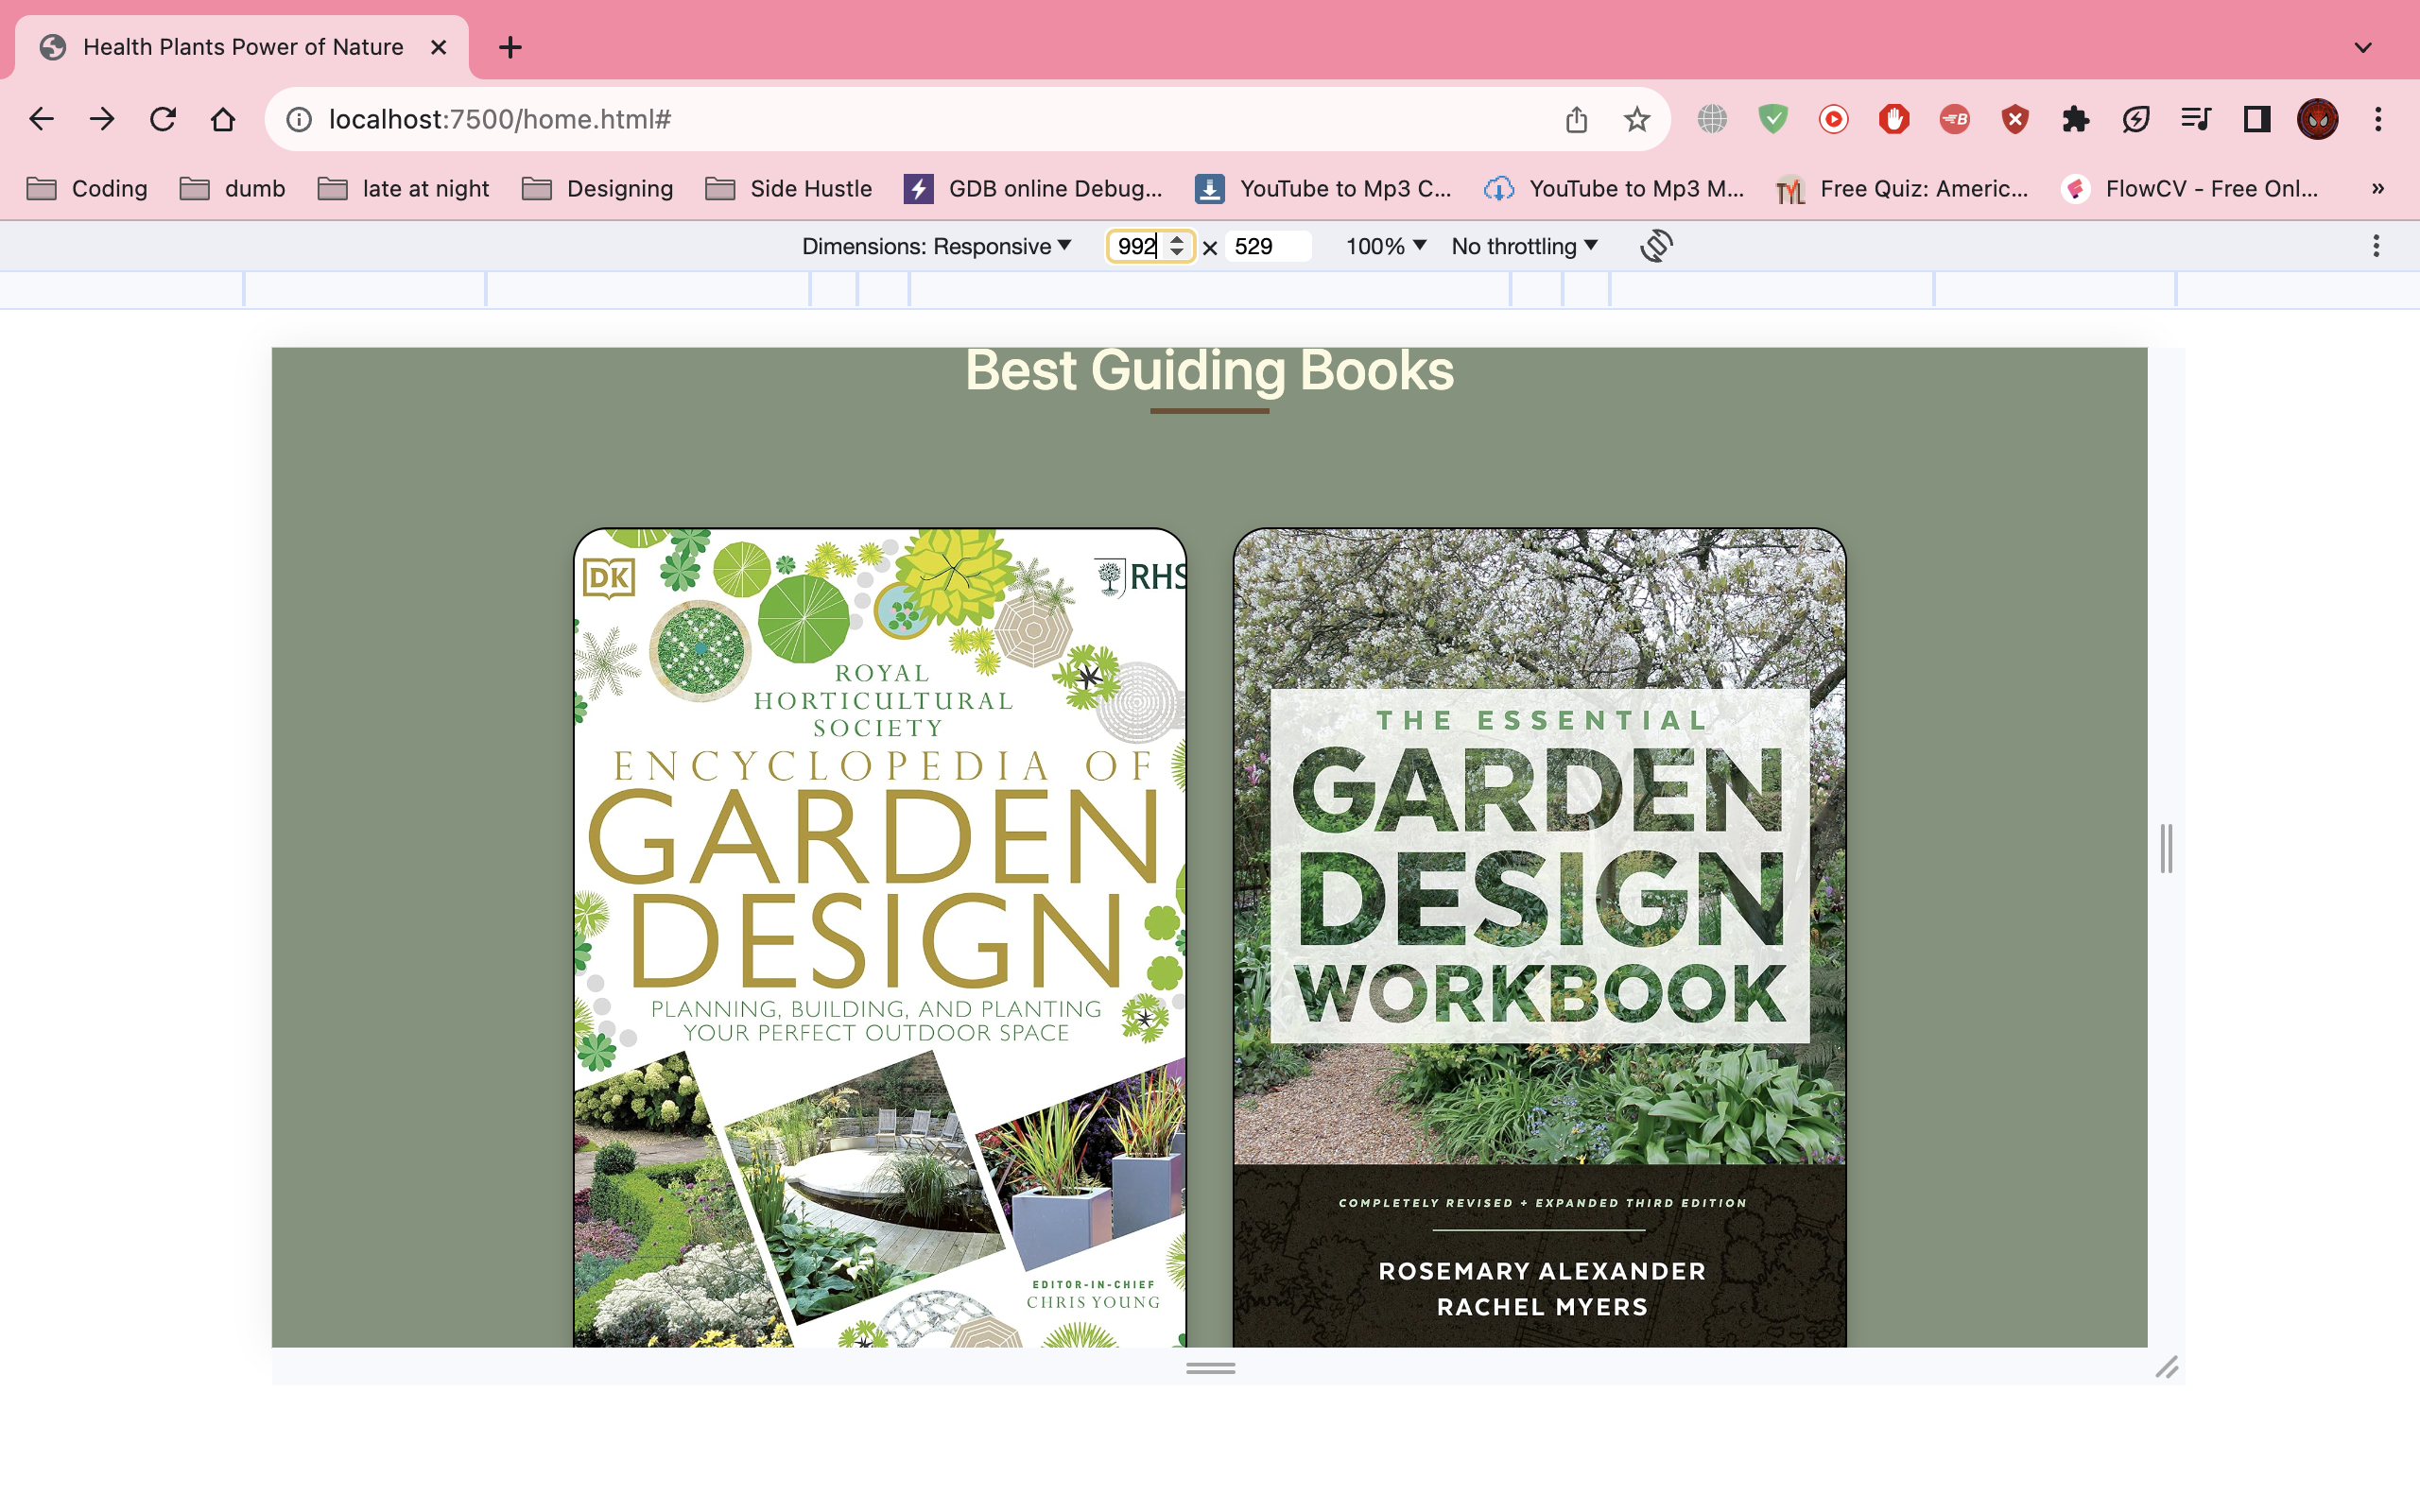 Health Plants Power of Nature
localhost:7500/home.html#
Coding dumb late at night Designing Side Hustle GDB online Debug... YouTube to Mp3 C... YouTube to Mp3 M... Free Quiz: Americ... FlowCV - Free Onl... »
Dimensions: Responsive 992 × 529 100% No throttling
Best Guiding Books
DK
RHS
ROYAL
HORTICULTURAL
SOCIETY
ENCYCLOPEDIA OF
GARDEN
DESIGN
PLANNING, BUILDING, AND PLANTING
YOUR PERFECT OUTDOOR SPACE
EDITOR-IN-CHIEF
CHRIS YOUNG
THE ESSENTIAL
GARDEN
DESIGN
WORKBOOK
COMPLETELY REVISED + EXPANDED THIRD EDITION
ROSEMARY ALEXANDER
RACHEL MYERS